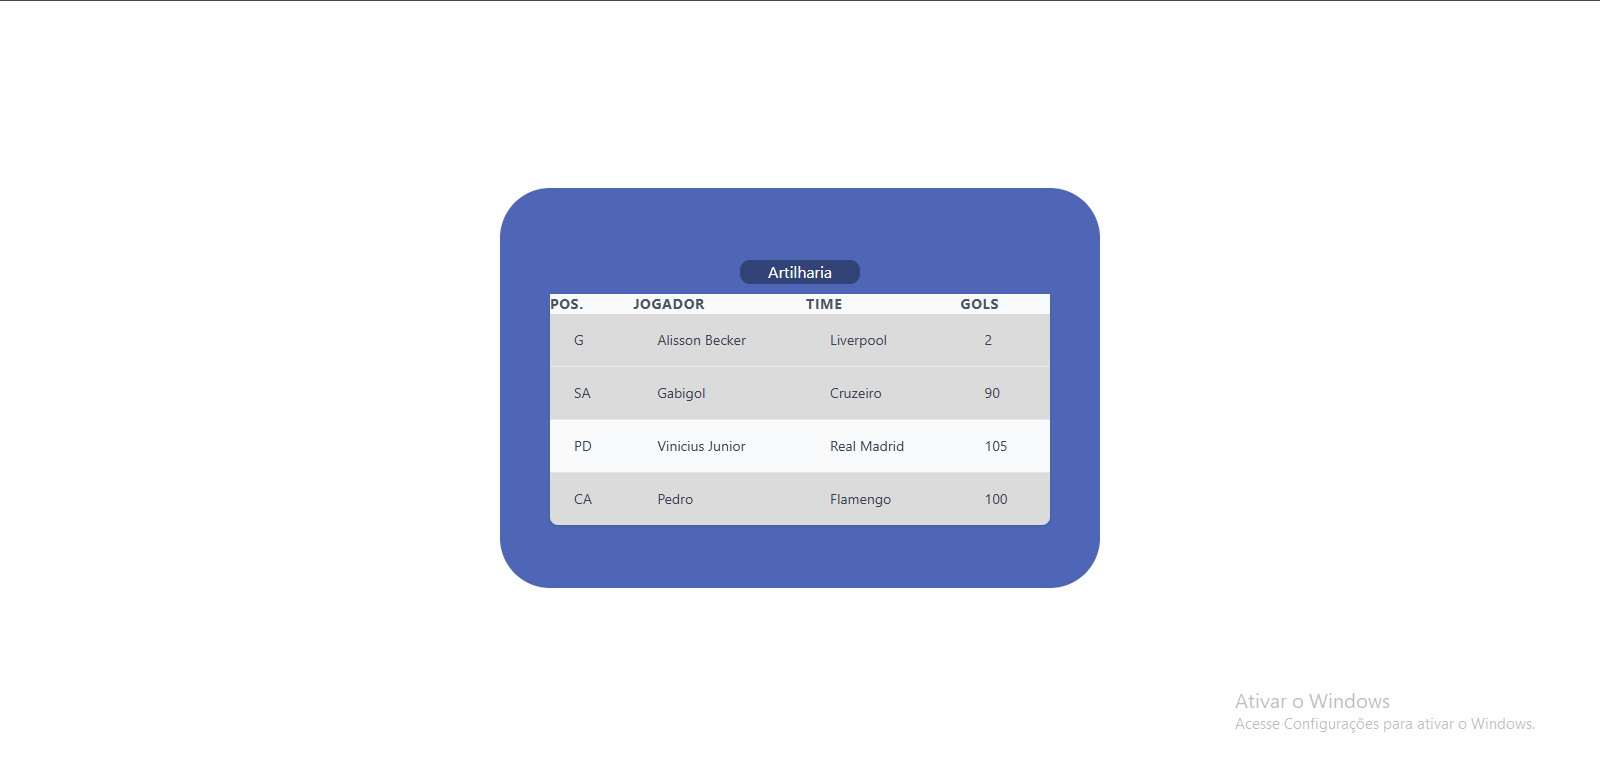 Artilharia
POS. JOGADOR TIME GOLS
G Alisson Becker Liverpool 2
SA Gabigol Cruzeiro 90
PD Vinicius Junior Real Madrid 105
CA Pedro Flamengo 100
Ativar o Windows
Acesse Configurações para ativar o Windows.